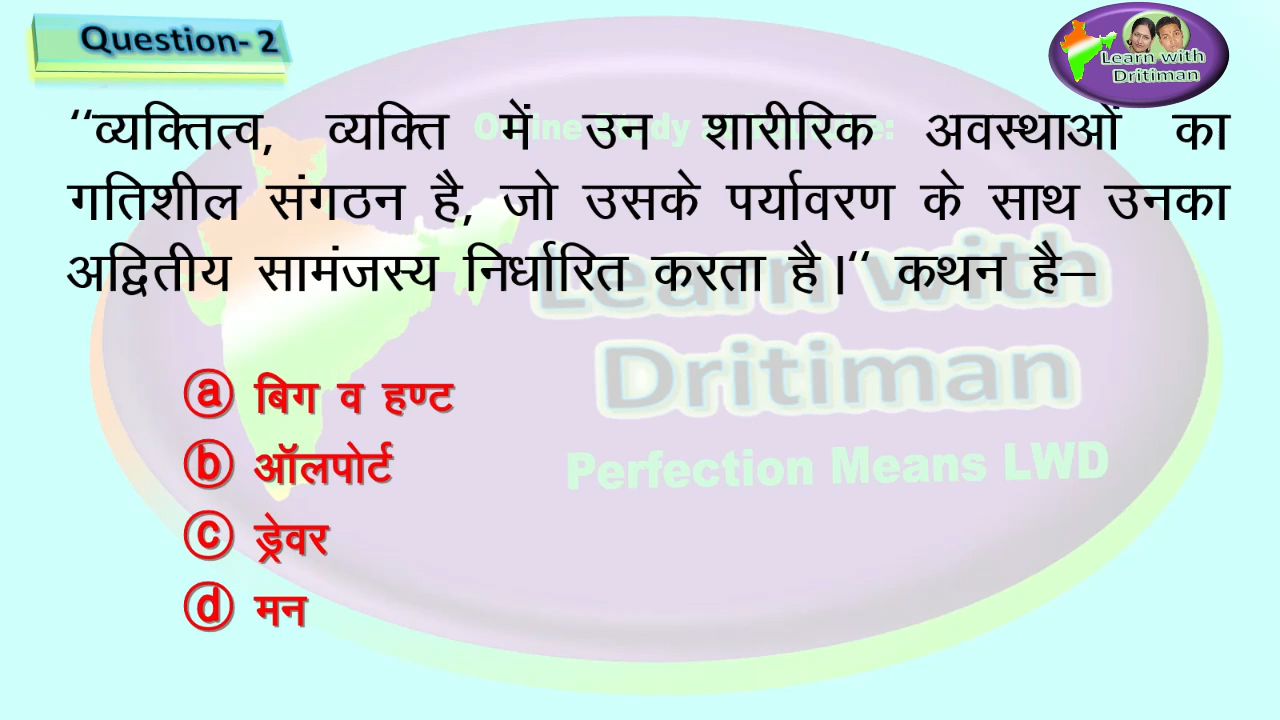 Question- 2
Learn with
Dritiman
‘‘व्यक्तित्व, व्यक्ति में उन शारीरिक अवस्थाओं का
गतिशील संगठन है, जो उसके पर्यावरण के साथ उनका
अद्वितीय सामंजस्य निर्धारित करता है।‘‘ कथन है—
Learn with
Dritiman
Perfection Means LWD
ⓐ बिग व हण्ट
ⓑ ऑलपोर्ट
ⓒ ड्रेवर
ⓓ मन